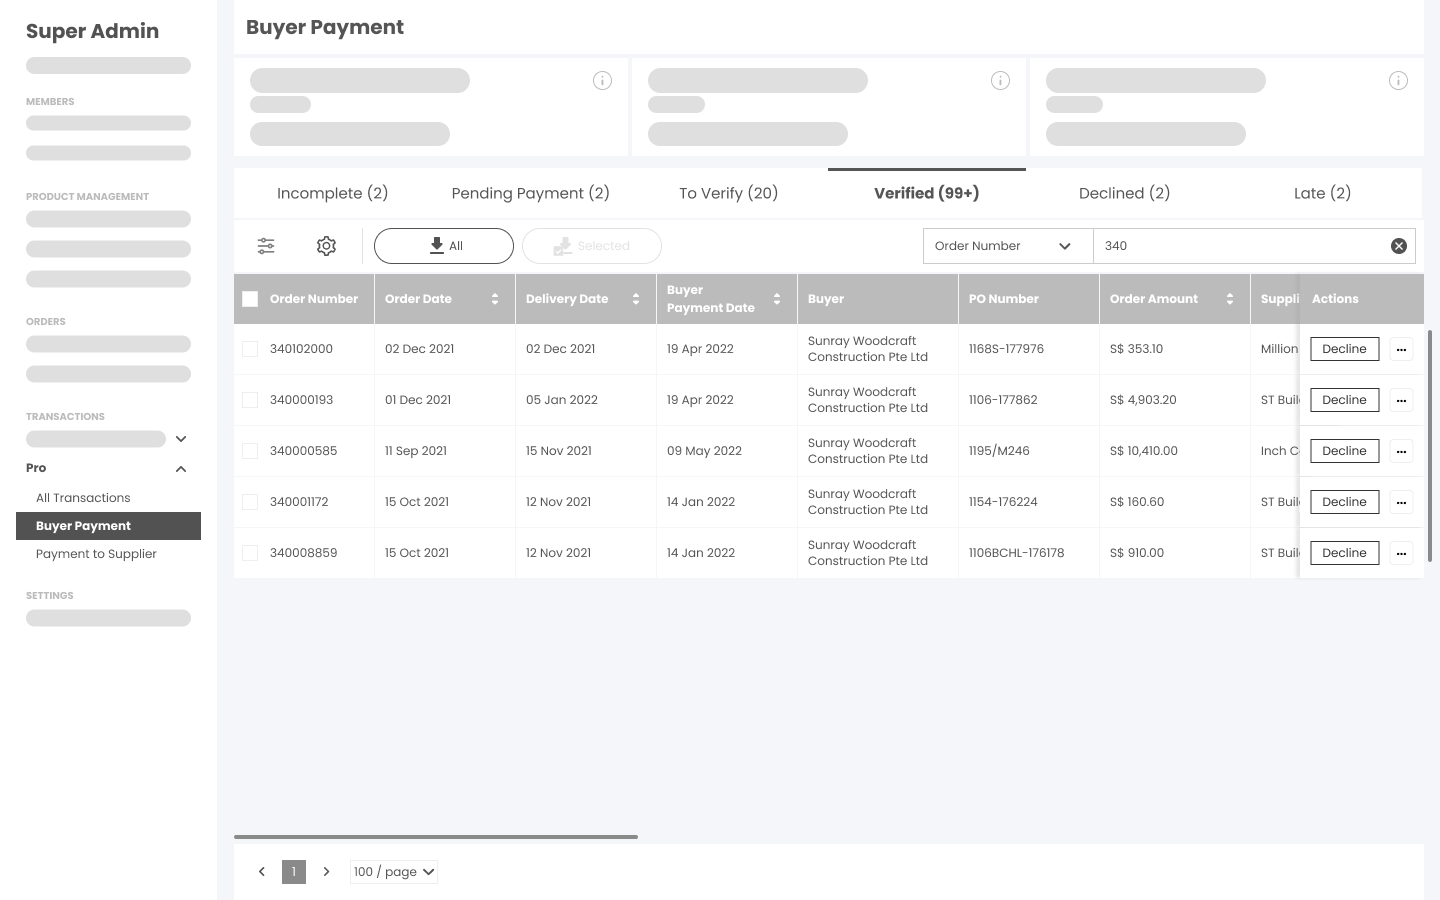 Super Admin
MEMBERS
PRODUCT MANAGEMENT
ORDERS
TRANSACTIONS
Pro
All Transactions
Buyer Payment
Payment to Supplier
SETTINGS
Buyer Payment
Incomplete (2) Pending Payment (2) To Verify (20) Verified (99+) Declined (2) Late (2)
All Selected Order Number 340
Order Number Order Date Delivery Date Buyer Payment Date Buyer PO Number Order Amount Suppli Actions
340102000 02 Dec 2021 02 Dec 2021 19 Apr 2022 Sunray Woodcraft Construction Pte Ltd 1168S-177976 S$ 353.10 Million Decline
340000193 01 Dec 2021 05 Jan 2022 19 Apr 2022 Sunray Woodcraft Construction Pte Ltd 1106-177862 S$ 4,903.20 ST Buil Decline
340000585 11 Sep 2021 15 Nov 2021 09 May 2022 Sunray Woodcraft Construction Pte Ltd 1195/M246 S$ 10,410.00 Inch C Decline
340001172 15 Oct 2021 12 Nov 2021 14 Jan 2022 Sunray Woodcraft Construction Pte Ltd 1154-176224 S$ 160.60 ST Buil Decline
340008859 15 Oct 2021 12 Nov 2021 14 Jan 2022 Sunray Woodcraft Construction Pte Ltd 1106BCHL-176178 S$ 910.00 ST Buil Decline
1 100 / page